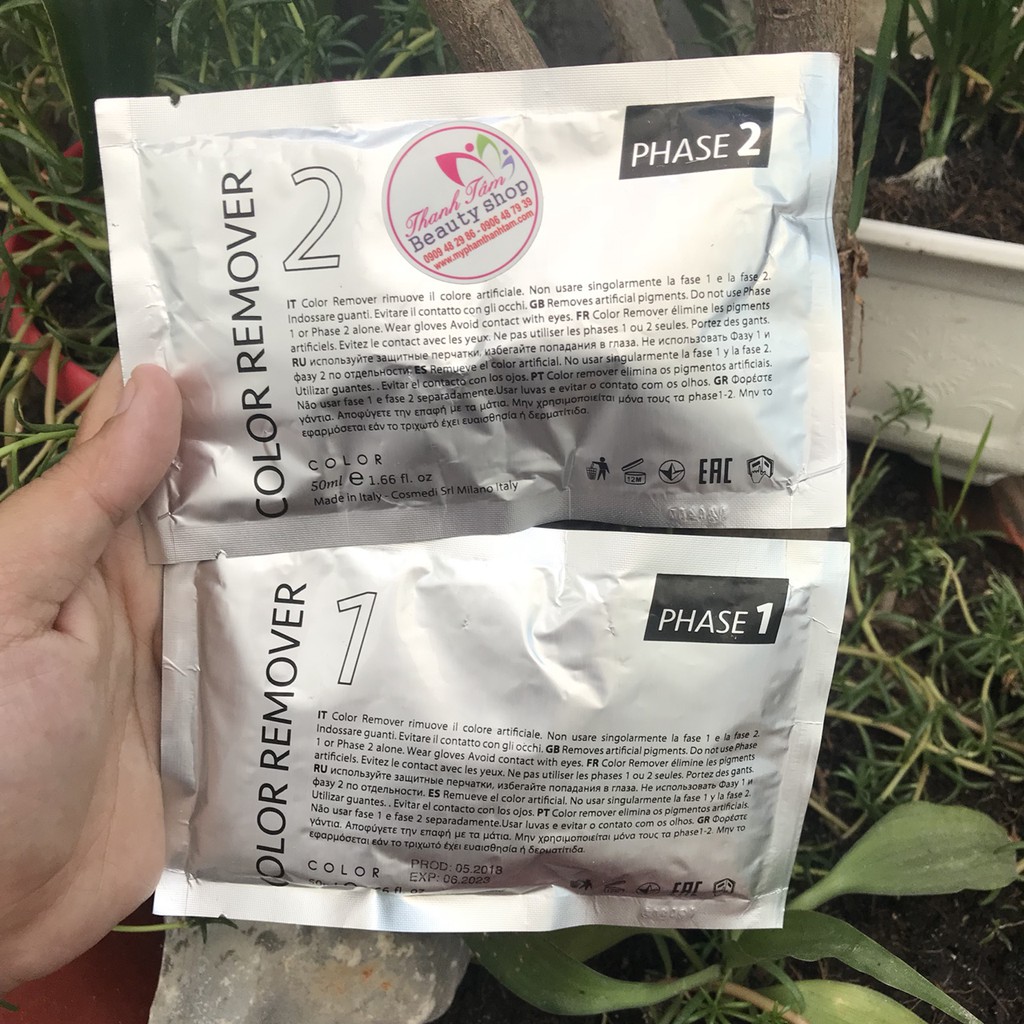 COLOR REMOVER
2
PHASE 2
Thanh Tâm
Beauty shop
0909 48 29 86 - 0906 48 79 39
www.myphamthanhtam.com
IT Color Remover rimuove il colore artificiale. Non usare singolarmente la fase 1 e la fase 2.
Indossare guanti. Evitare il contatto con gli occhi. GB Removes artificial pigments. Do not use Phase
1 or Phase 2 alone. Wear gloves Avoid contact with eyes. FR Color Remover élimine les pigments
artificiels. Evitez le contact avec les yeux. Ne pas utiliser les phases 1 ou 2 seules. Portez des gants.
RU используйте защитные перчатки, избегайте попадания в глаза. Не использовать Фазу 1 и
фазу 2 по отдельности. ES Remueve el color artificial. No usar singularmente la fase 1 y la fase 2.
Utilizar guantes. . Evitar el contacto con los ojos. PT Color remover elimina os pigmentos artificiais.
Não usar fase 1 e fase 2 separadamente.Usar luvas e evitar o contato com os olhos. GR Φορέστε
γάντια. Αποφύγετε την επαφή με τα μάτια. Μην χρησιμοποιείται μόνα τους τα phase1-2. Μην το
εφαρμόσεται εάν το τριχωτό έχει ευαισθησία ή δερματίτιδα.
COLOR
50ml e 1.66 fl. oz
Made in Italy - Cosmedi Srl Milano Italy
12M
EAC
OLOR REMOVER
1
PHASE 1
IT Color Remover rimuove il colore artificiale. Non usare singolarmente la fase 1 e la fase 2.
Indossare guanti. Evitare il contatto con gli occhi. GB Removes artificial pigments. Do not use Phase
1 or Phase 2 alone. Wear gloves Avoid contact with eyes. FR Color Remover élimine les pigments
artificiels. Evitez le contact avec les yeux. Ne pas utiliser les phases 1 ou 2 seules. Portez des gants.
RU используйте защитные перчатки, избегайте попадания в глаза. Не использовать Фазу 1 и
фазу 2 по отдельности. ES Remueve el color artificial. No usar singularmente la fase 1 y la fase 2.
Utilizar guantes. . Evitar el contacto con los ojos. PT Color remover elimina os pigmentos artificiais.
Não usar fase 1 e fase 2 separadamente.Usar luvas e evitar o contato com os olhos. GR Φορέστε
γάντια. Αποφύγετε την επαφή με τα μάτια. Μην χρησιμοποιείται μόνα τους τα phase1-2. Μην το
εφαρμόσεται εάν το τριχωτό έχει ευαισθησία ή δερματίτιδα.
COLOR
PROD: 05.2018
EXP: 06.2023
fl. oz
EAC